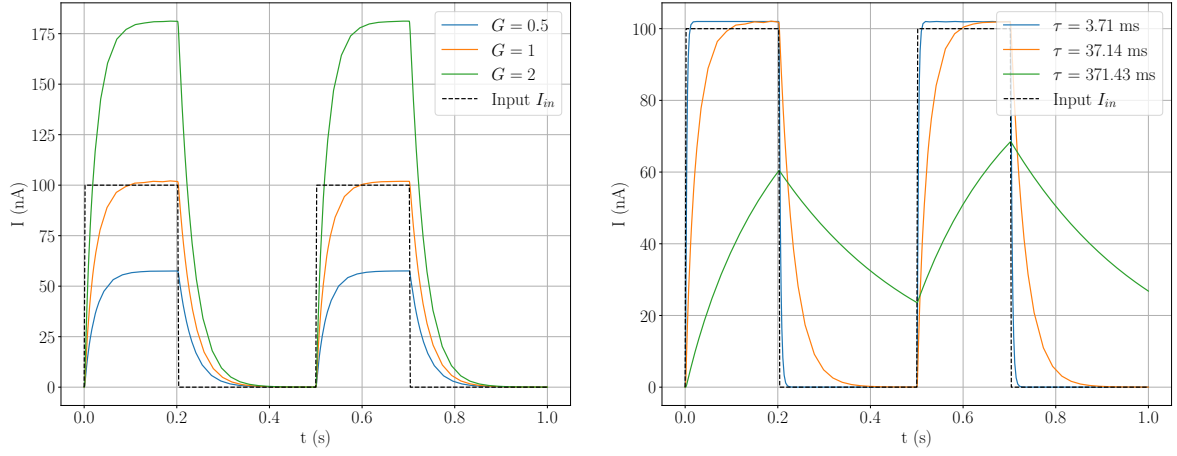 175
150
125
100
75
50
25
0
I (nA)
0.0 0.2 0.4 0.6 0.8 1.0
t (s)
G = 0.5
G = 1
G = 2
Input I_in
100
80
60
40
20
0
I (nA)
0.0 0.2 0.4 0.6 0.8 1.0
t (s)
τ = 3.71 ms
τ = 37.14 ms
τ = 371.43 ms
Input I_in